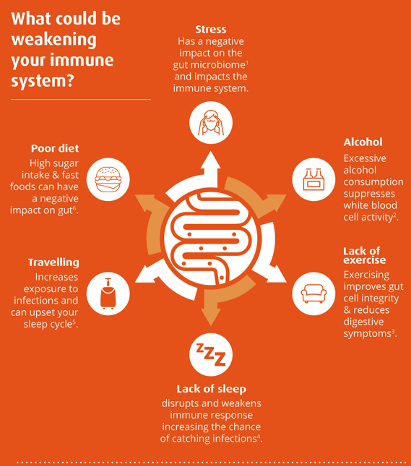 What could be
weakening
your immune
system?
Stress
Has a negative
impact on the
gut microbiome¹
and impacts the
immune system.
Alcohol
Excessive
alcohol
consumption
suppresses
white blood
cell activity².
Lack of
exercise
Exercising
improves gut
cell integrity
& reduces
digestive
symptoms³.
zzz
Lack of sleep
disrupts and weakens
immune response
increasing the chance
of catching infections⁴.
Travelling
Increases
exposure to
infections and
can upset your
sleep cycle⁵.
Poor diet
High sugar
intake & fast
foods can have
a negative
impact on gut⁶.